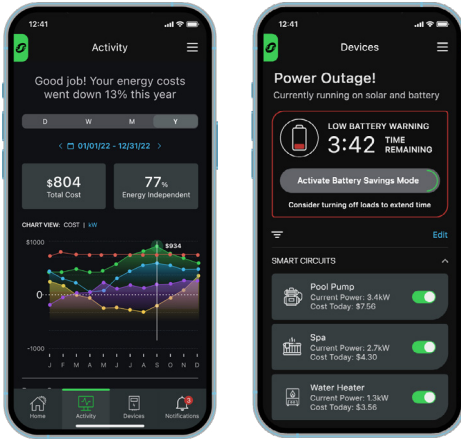 12:41
Activity
Good job! Your energy costs
went down 13% this year
D W M Y
01/01/22 - 12/31/22
$804
Total Cost
77%
Energy Independent
CHART VIEW: COST | kW
$1000
$934
0
-1000
J F M A M J J A S O N D
Home Activity Devices Notifications
3
12:41
Devices
Power Outage!
Currently running on solar and battery
LOW BATTERY WARNING
3:42 TIME
REMAINING
Activate Battery Savings Mode
Consider turning off loads to extend time
Edit
SMART CIRCUITS
Pool Pump
Current Power: 3.4kW
Cost Today: $7.56
Spa
Current Power: 2.7kW
Cost Today: $4.30
Water Heater
Current Power: 1.3kW
Cost Today: $3.56